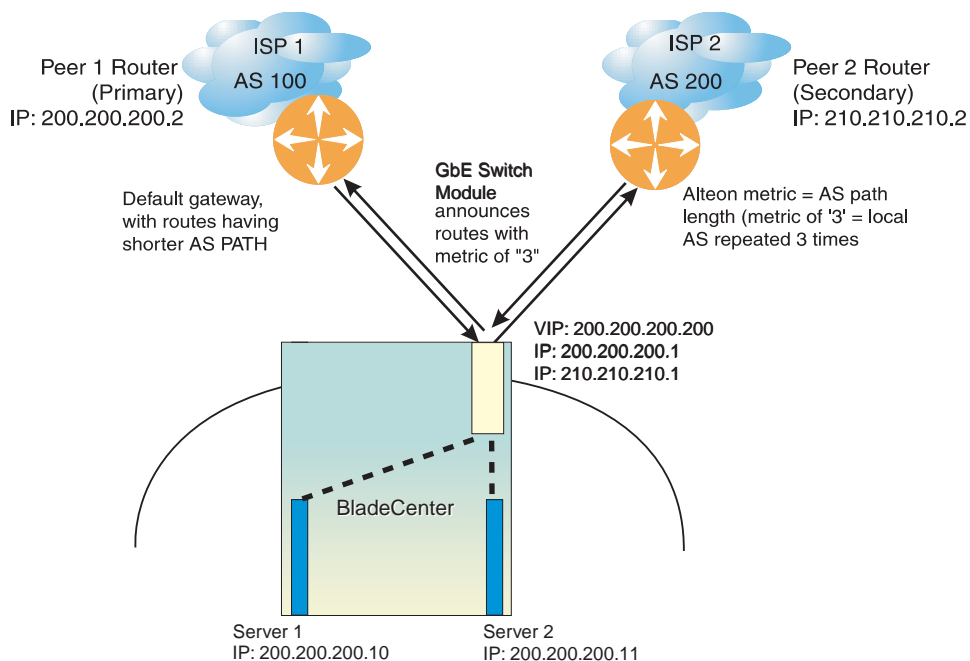 ISP 1
AS 100
Peer 1 Router
(Primary)
IP: 200.200.200.2
ISP 2
AS 200
Peer 2 Router
(Secondary)
IP: 210.210.210.2
Default gateway,
with routes having
shorter AS PATH
GbE Switch
Module
announces
routes with
metric of "3"
Alteon metric = AS path
length (metric of '3' = local
AS repeated 3 times
VIP: 200.200.200.200
IP: 200.200.200.1
IP: 210.210.210.1
BladeCenter
Server 1
IP: 200.200.200.10
Server 2
IP: 200.200.200.11